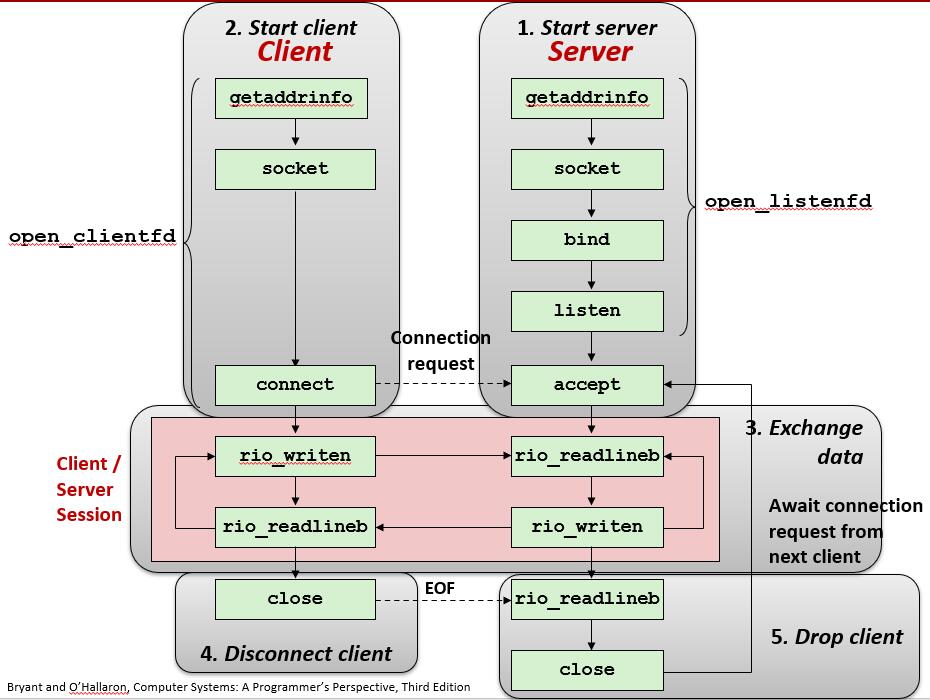 2. Start client
Client
1. Start server
Server
getaddrinfo
getaddrinfo
socket
socket
open_listenfd
open_clientfd
bind
listen
Connection
request
connect
accept
3. Exchange
data
Client /
Server
Session
rio_writen
rio_readlineb
rio_readlineb
rio_writen
Await connection
request from
next client
close
EOF
rio_readlineb
4. Disconnect client
5. Drop client
close
Bryant and O'Hallaron, Computer Systems: A Programmer's Perspective, Third Edition